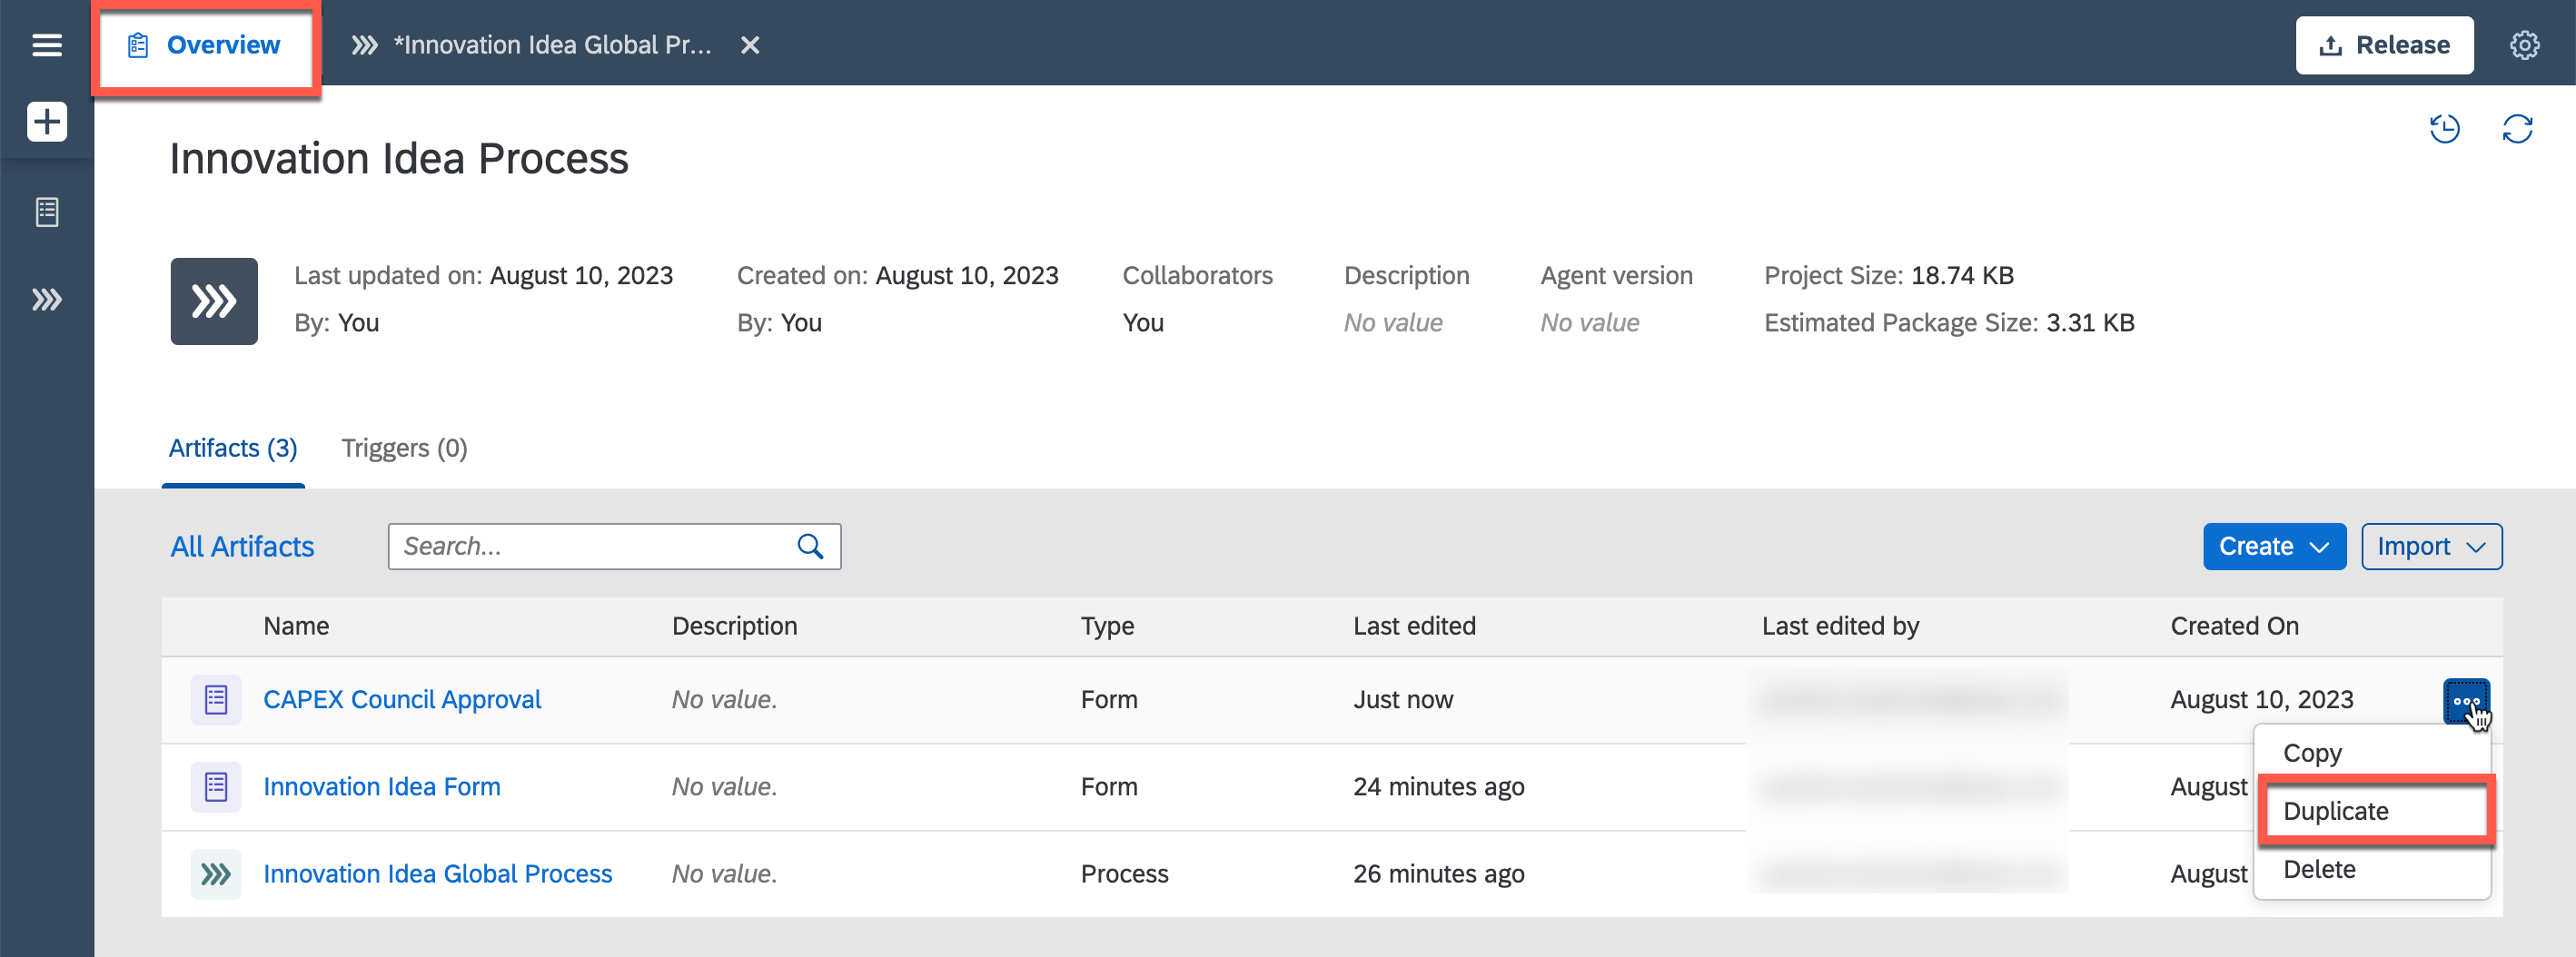 Overview
*Innovation Idea Global Pr...
Release
Innovation Idea Process
Last updated on: August 10, 2023
By: You
Created on: August 10, 2023
By: You
Collaborators
You
Description
No value
Agent version
No value
Project Size: 18.74 KB
Estimated Package Size: 3.31 KB
Artifacts (3)
Triggers (0)
All Artifacts
Search...
Create
Import
Name Description Type Last edited Last edited by Created On
CAPEX Council Approval No value. Form Just now August 10, 2023
Innovation Idea Form No value. Form 24 minutes ago August
Innovation Idea Global Process No value. Process 26 minutes ago August
Copy
Duplicate
Delete